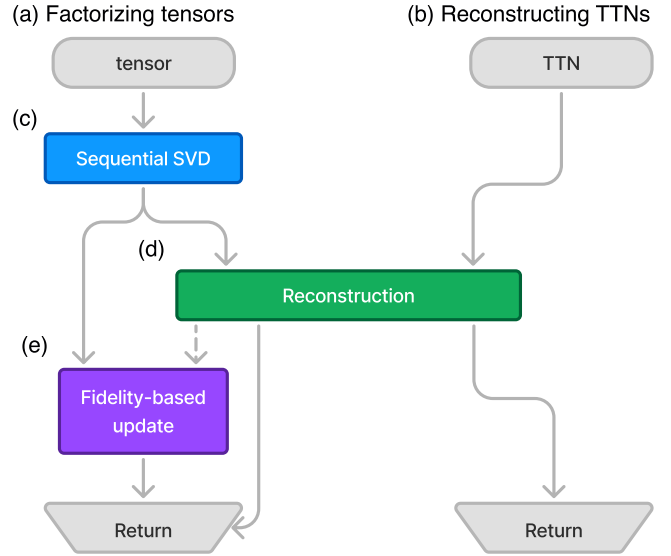 (a) Factorizing tensors
(b) Reconstructing TTNs
tensor
TTN
(c)
Sequential SVD
(d)
Reconstruction
(e)
Fidelity-based
update
Return
Return